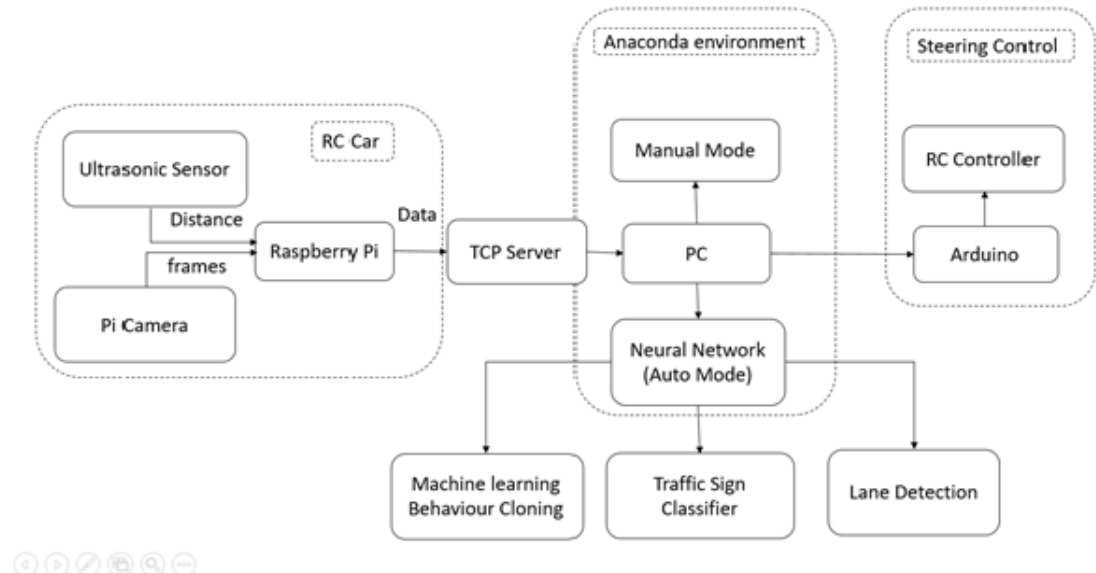 Anaconda environment
Steering Control
RC Car
Ultrasonic Sensor
Manual Mode
RC Controller
Distance
Data
Raspberry Pi
TCP Server
PC
Arduino
frames
Pi Camera
Neural Network
(Auto Mode)
Machine learning
Behaviour Cloning
Traffic Sign
Classifier
Lane Detection